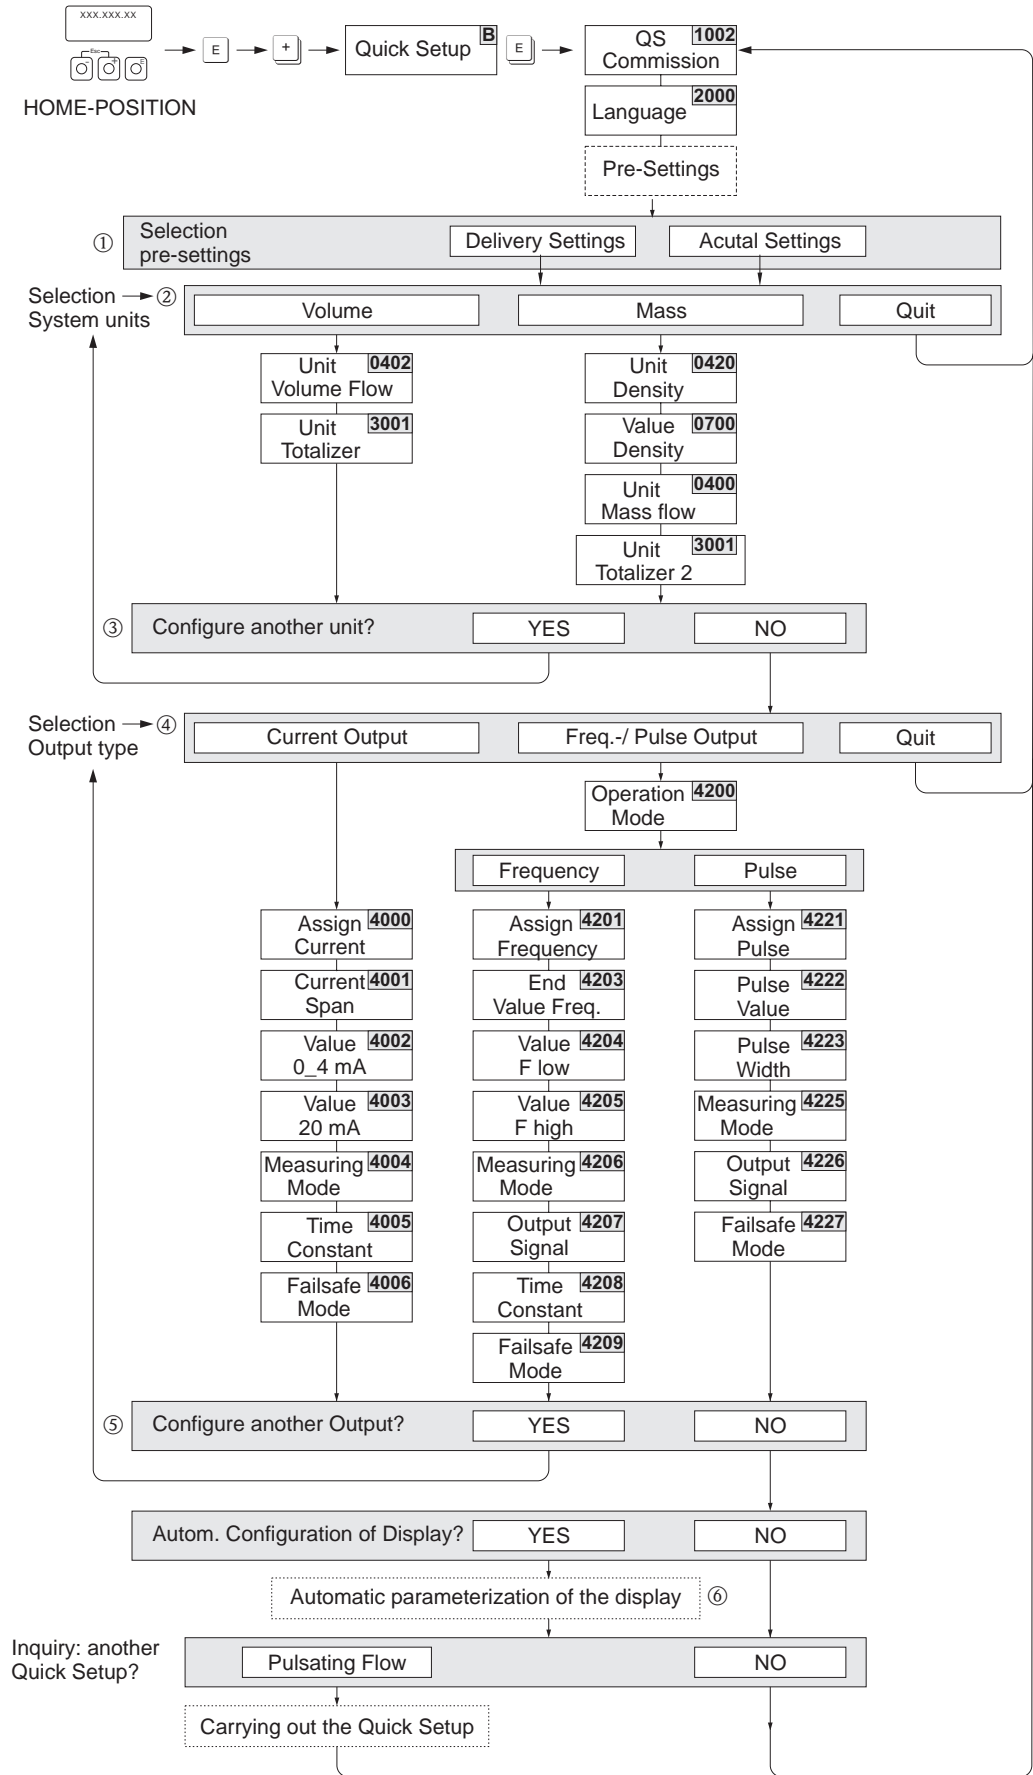 XXX.XXX.XX
Esc
- + E
E
+
Quick Setup B
E
QS 1002
Commission
HOME-POSITION
Language 2000
Pre-Settings
① Selection
pre-settings
Delivery Settings
Acutal Settings
Selection
System units
②
Volume
Mass
Quit
Unit 0402
Volume Flow
Unit 0420
Density
Unit 3001
Totalizer
Value 0700
Density
Unit 0400
Mass flow
Unit 3001
Totalizer 2
③ Configure another unit?
YES
NO
Selection
Output type
④
Current Output
Freq.-/ Pulse Output
Quit
Operation 4200
Mode
Frequency
Pulse
Assign 4000
Current
Assign 4201
Frequency
Assign 4221
Pulse
Current 4001
Span
End 4203
Value Freq.
Pulse 4222
Value
Value 4002
0_4 mA
Value 4204
F low
Pulse 4223
Width
Value 4003
20 mA
Value 4205
F high
Measuring 4225
Mode
Measuring 4004
Mode
Measuring 4206
Mode
Output 4226
Signal
Time 4005
Constant
Output 4207
Signal
Failsafe 4227
Mode
Failsafe 4006
Mode
Time 4208
Constant
Failsafe 4209
Mode
⑤ Configure another Output?
YES
NO
Autom. Configuration of Display?
YES
NO
Automatic parameterization of the display ⑥
Inquiry: another
Quick Setup?
Pulsating Flow
NO
Carrying out the Quick Setup